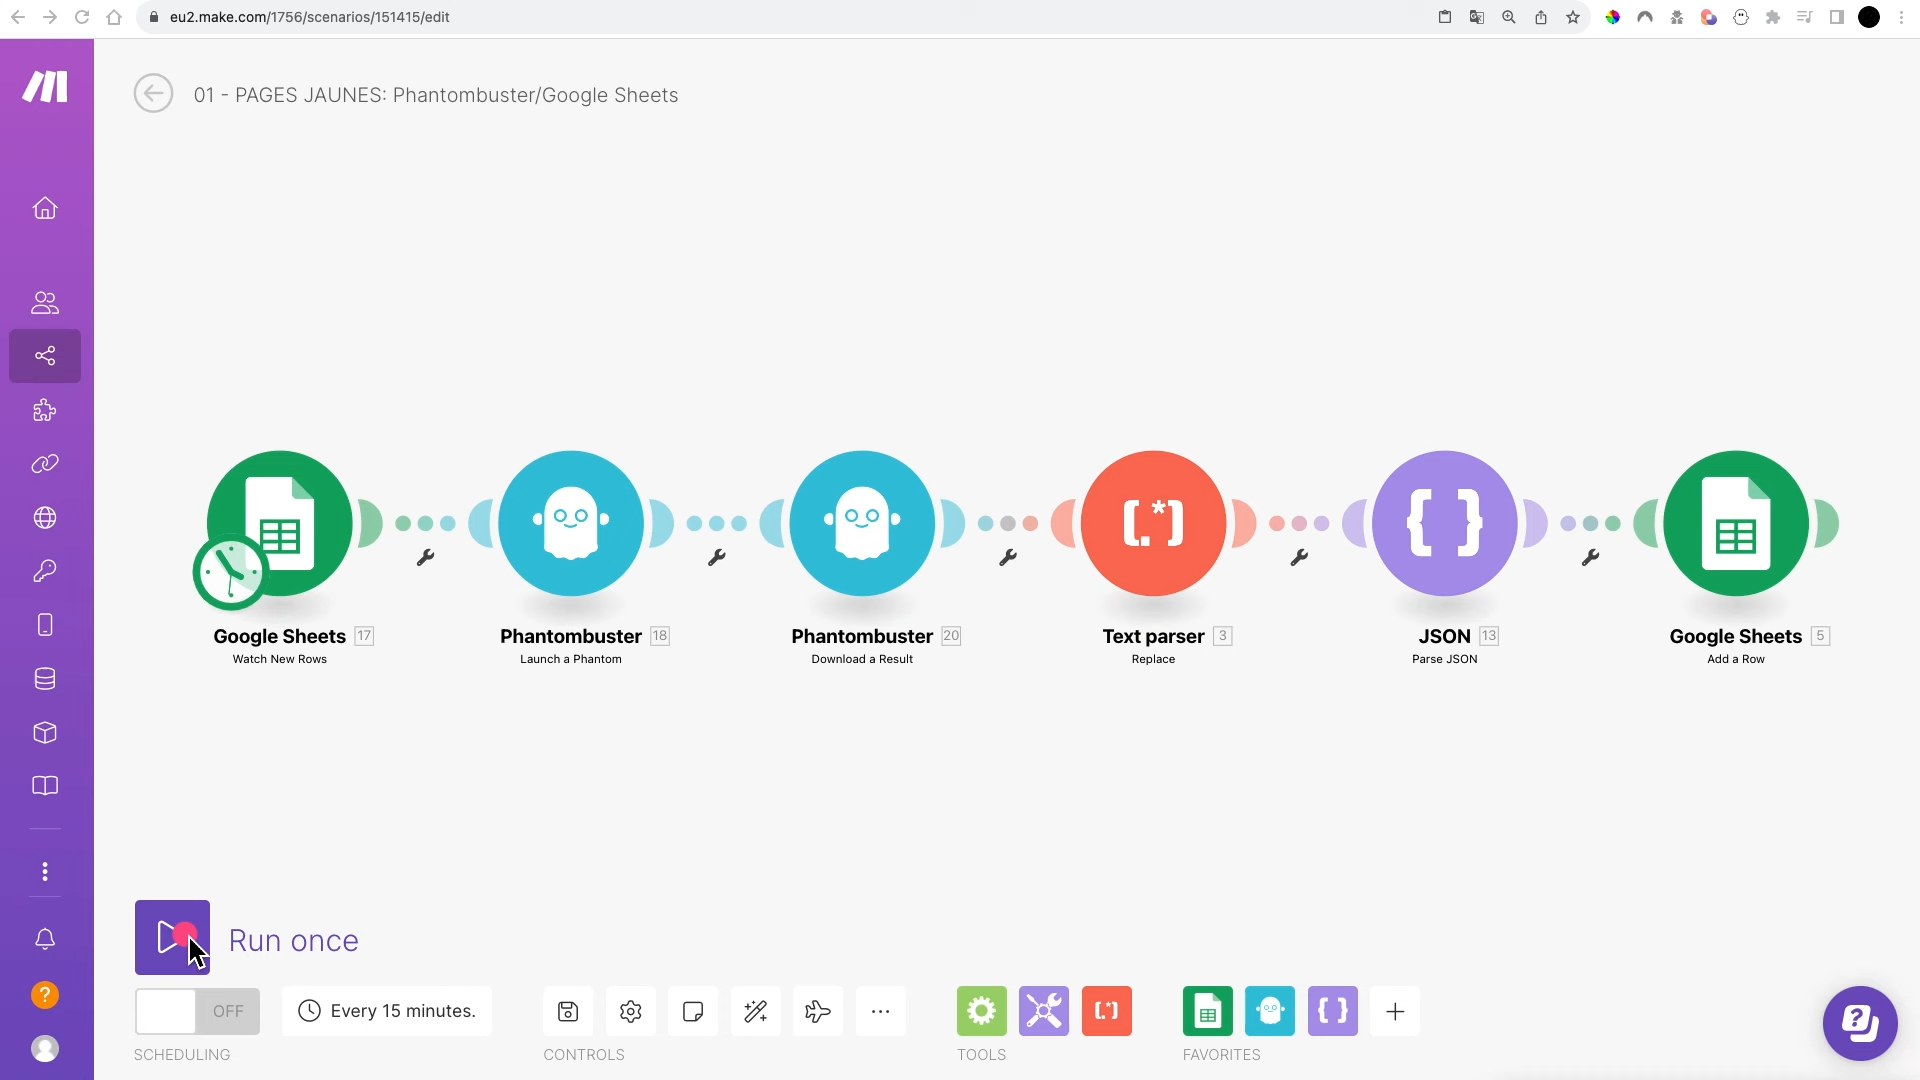 eu2.make.com/1756/scenarios/151415/edit
01 - PAGES JAUNES: Phantombuster/Google Sheets
Google Sheets 17
Watch New Rows
Phantombuster 18
Launch a Phantom
Phantombuster 20
Download a Result
Text parser 3
Replace
JSON 13
Parse JSON
Google Sheets 5
Add a Row
Run once
OFF
Every 15 minutes.
SCHEDULING
CONTROLS
TOOLS
FAVORITES